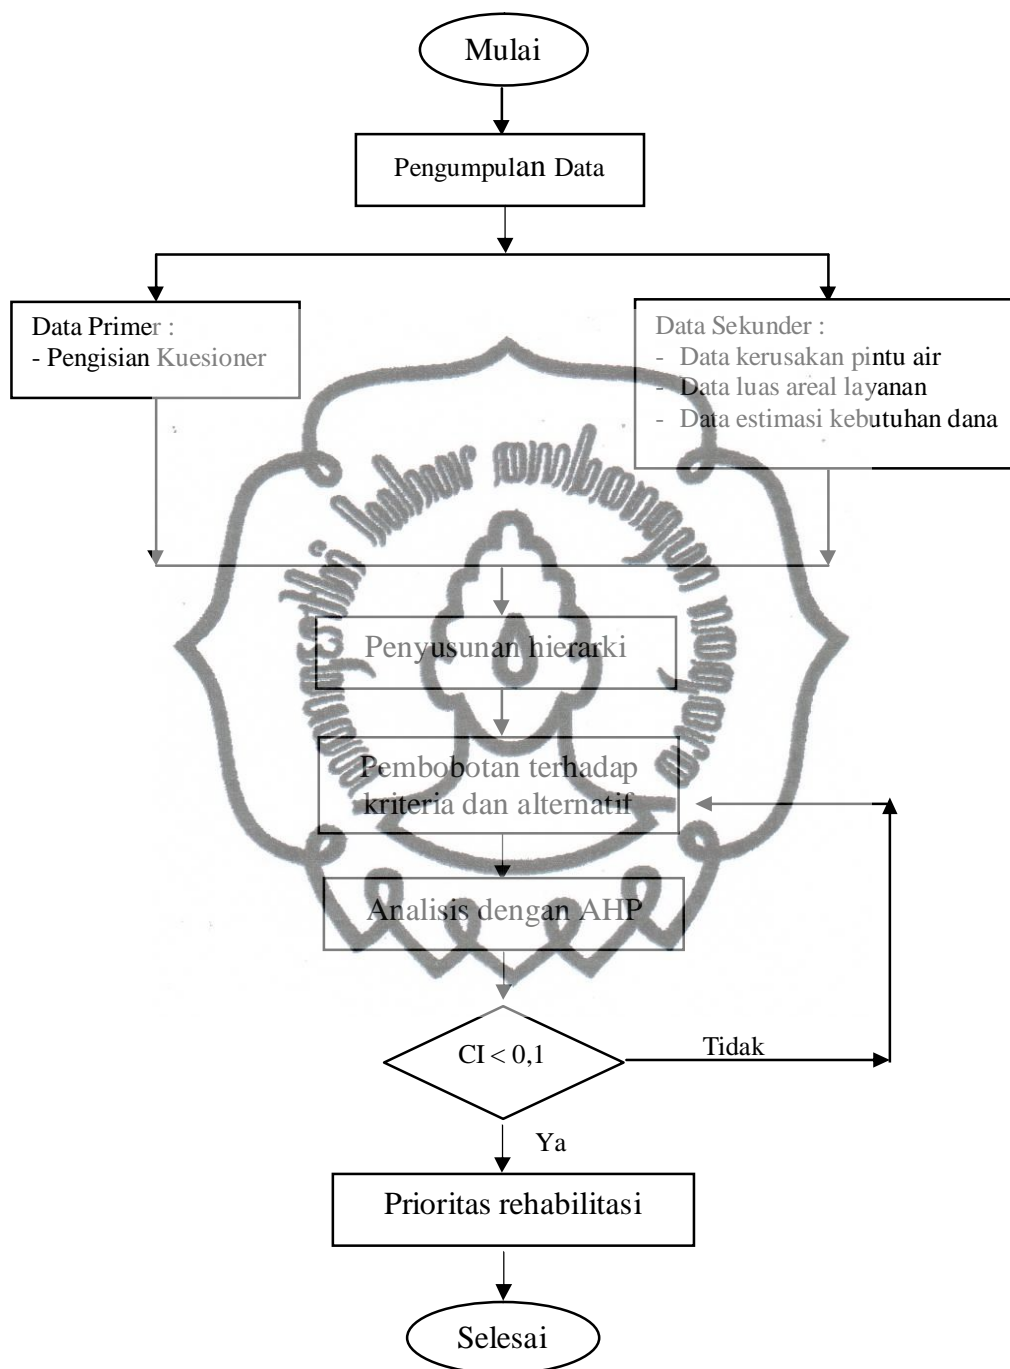 Mulai
Pengumpulan Data
Data Primer :
- Pengisian Kuesioner
Data Sekunder :
- Data kerusakan pintu air
- Data luas areal layanan
- Data estimasi kebutuhan dana
Penyusunan hierarki
Pembobotan terhadap
kriteria dan alternatif
Analisis dengan AHP
CI < 0,1
Tidak
Ya
Prioritas rehabilitasi
Selesai